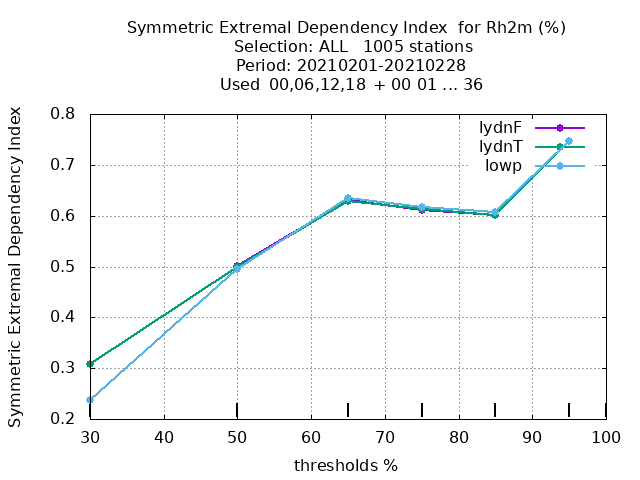 Symmetric Extremal Dependency Index  for Rh2m (%)
Selection: ALL   1005 stations
Period: 20210201-20210228
Used  00,06,12,18  + 00 01 ... 36
lydnF
lydnT
lowp
Symmetric Extremal Dependency Index
0.8
0.7
0.6
0.5
0.4
0.3
0.2
30 40 50 60 70 80 90 100
thresholds %